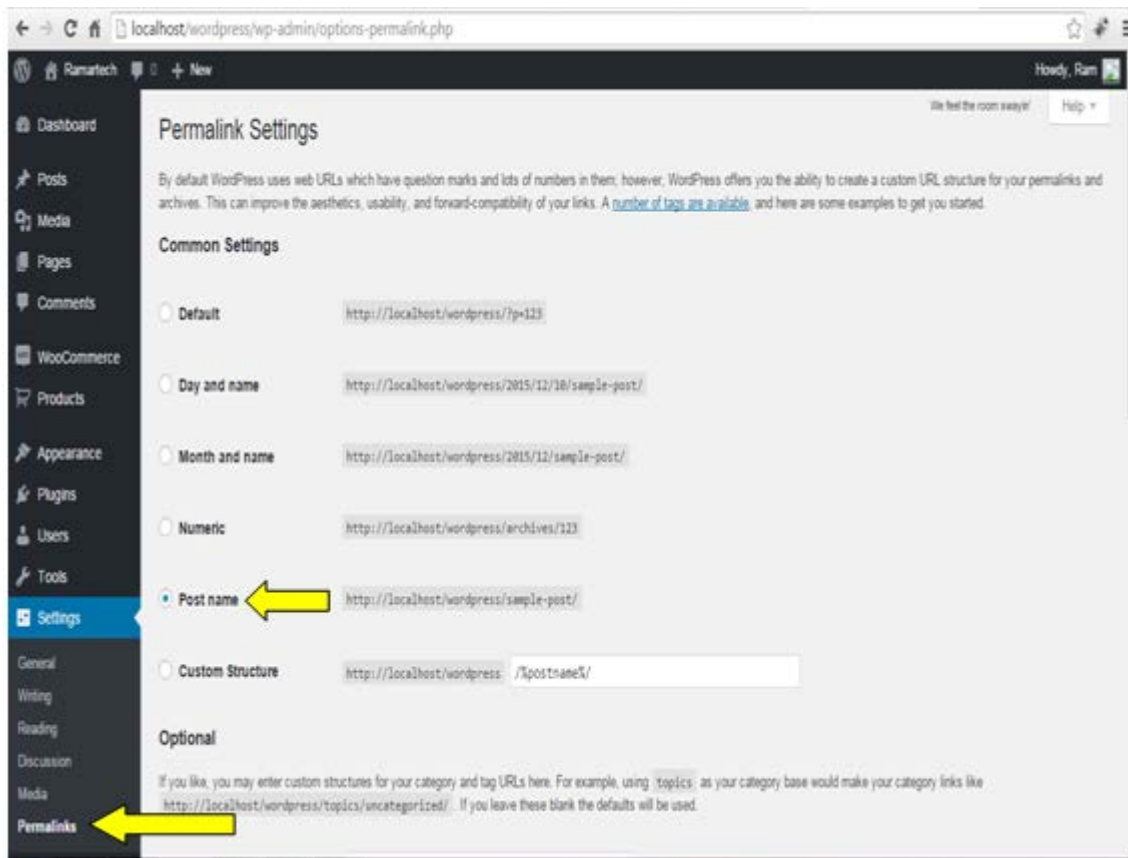 localhost/wordpress/wp-admin/options-permalink.php
Ramartech 0 + New
Howdy, Ram
We feel the room swayin'
Help
Dashboard
Posts
Media
Pages
Comments
WooCommerce
Products
Appearance
Plugins
Users
Tools
Settings
General
Writing
Reading
Discussion
Media
Permalinks
Permalink Settings
By default WordPress uses web URLs which have question marks and lots of numbers in them; however, WordPress offers you the ability to create a custom URL structure for your permalinks and
archives. This can improve the aesthetics, usability, and forward-compatibility of your links. A number of tags are available, and here are some examples to get you started.
Common Settings
Default http://localhost/wordpress/?p=123
Day and name http://localhost/wordpress/2015/12/10/sample-post/
Month and name http://localhost/wordpress/2015/12/sample-post/
Numeric http://localhost/wordpress/archives/123
Post name http://localhost/wordpress/sample-post/
Custom Structure http://localhost/wordpress /%postname%/
Optional
If you like, you may enter custom structures for your category and tag URLs here. For example, using topics as your category base would make your category links like
http://localhost/wordpress/topics/uncategorized/ . If you leave these blank the defaults will be used.